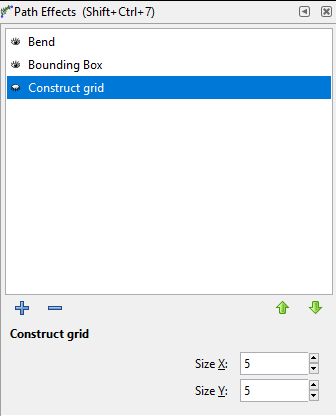 Path Effects (Shift+Ctrl+7)
Bend
Bounding Box
Construct grid
Construct grid
Size X: 5
Size Y: 5